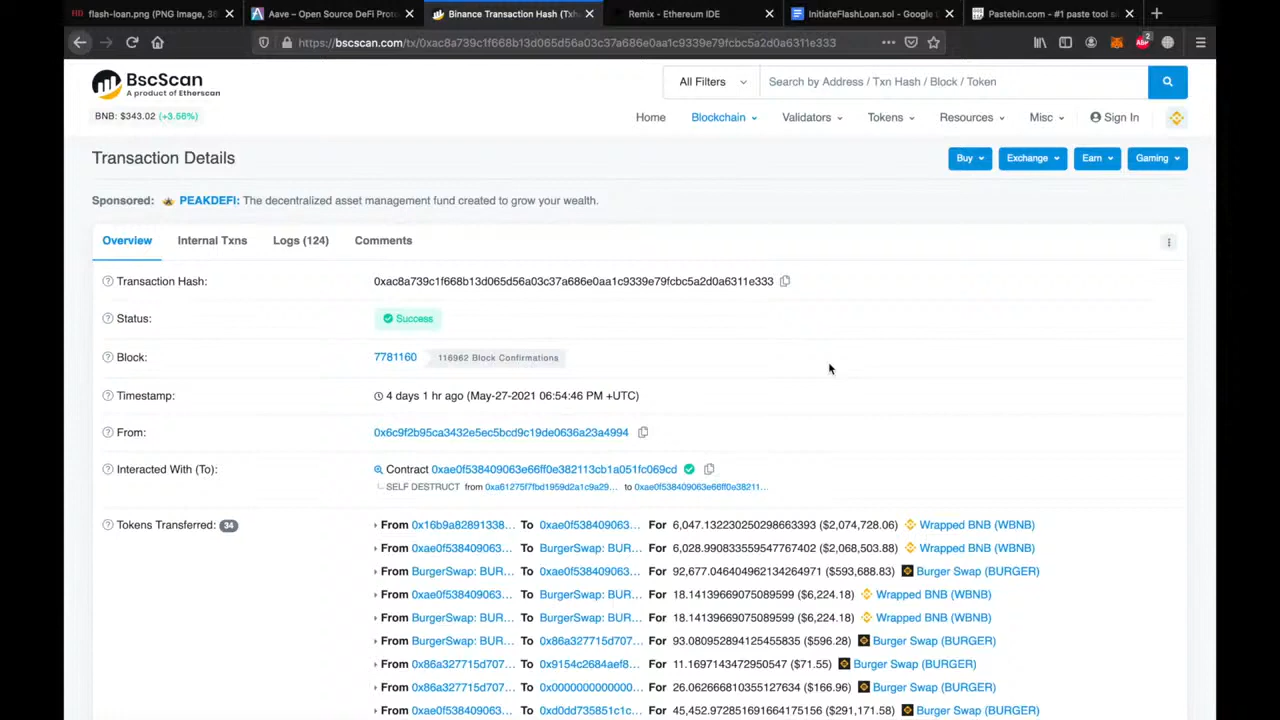 flash-loan.png (PNG Image, 36
Aave – Open Source DeFi Proto
Binance Transaction Hash (Txh
Remix - Ethereum IDE
InitiateFlashLoan.sol - Google
Pastebin.com - #1 paste tool s
https://bscscan.com/tx/0xac8a739c1f668b13d065d56a03c37a686e0aa1c9339e79fcbc5a2d0a6311e333
2
BscScan
A product of Etherscan
All Filters
Search by Address / Txn Hash / Block / Token
BNB: $343.02 (+3.56%)
Home
Blockchain
Validators
Tokens
Resources
Misc
Sign In
Transaction Details
Buy
Exchange
Earn
Gaming
Sponsored: PEAKDEFI: The decentralized asset management fund created to grow your wealth.
Overview
Internal Txns
Logs (124)
Comments
Transaction Hash: 0xac8a739c1f668b13d065d56a03c37a686e0aa1c9339e79fcbc5a2d0a6311e333
Status: Success
Block: 7781160 116962 Block Confirmations
Timestamp: 4 days 1 hr ago (May-27-2021 06:54:46 PM +UTC)
From: 0x6c9f2b95ca3432e5ec5bcd9c19de0636a23a4994
Interacted With (To): Contract 0xae0f538409063e66ff0e382113cb1a051fc069cd
SELF DESTRUCT from 0xa61275f7fbd1959d2a1c9a29... to 0xae0f538409063e66ff0e38211...
Tokens Transferred: 34
From 0x16b9a82891338... To 0xae0f538409063... For 6,047.132230250298663393 ($2,074,728.06) Wrapped BNB (WBNB)
From 0xae0f538409063... To BurgerSwap: BUR... For 6,028.990833559547767402 ($2,068,503.88) Wrapped BNB (WBNB)
From BurgerSwap: BUR... To 0xae0f538409063... For 92,677.046404962134264971 ($593,688.83) Burger Swap (BURGER)
From 0xae0f538409063... To BurgerSwap: BUR... For 18.14139669075089599 ($6,224.18) Wrapped BNB (WBNB)
From BurgerSwap: BUR... To BurgerSwap: BUR... For 18.14139669075089599 ($6,224.18) Wrapped BNB (WBNB)
From BurgerSwap: BUR... To 0x86a327715d707... For 93.080952894125455835 ($596.28) Burger Swap (BURGER)
From 0x86a327715d707... To 0x9154c2684aef8... For 11.1697143472950547 ($71.55) Burger Swap (BURGER)
From 0x86a327715d707... To 0x0000000000000... For 26.062666810355127634 ($166.96) Burger Swap (BURGER)
From 0xae0f538409063... To 0xd0dd735851c1c... For 45,452.972851691664175156 ($291,171.58) Burger Swap (BURGER)